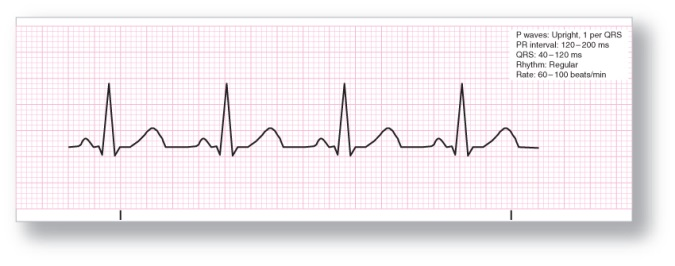 P waves: Upright, 1 per QRS
PR interval: 120–200 ms
QRS: 40–120 ms
Rhythm: Regular
Rate: 60–100 beats/min